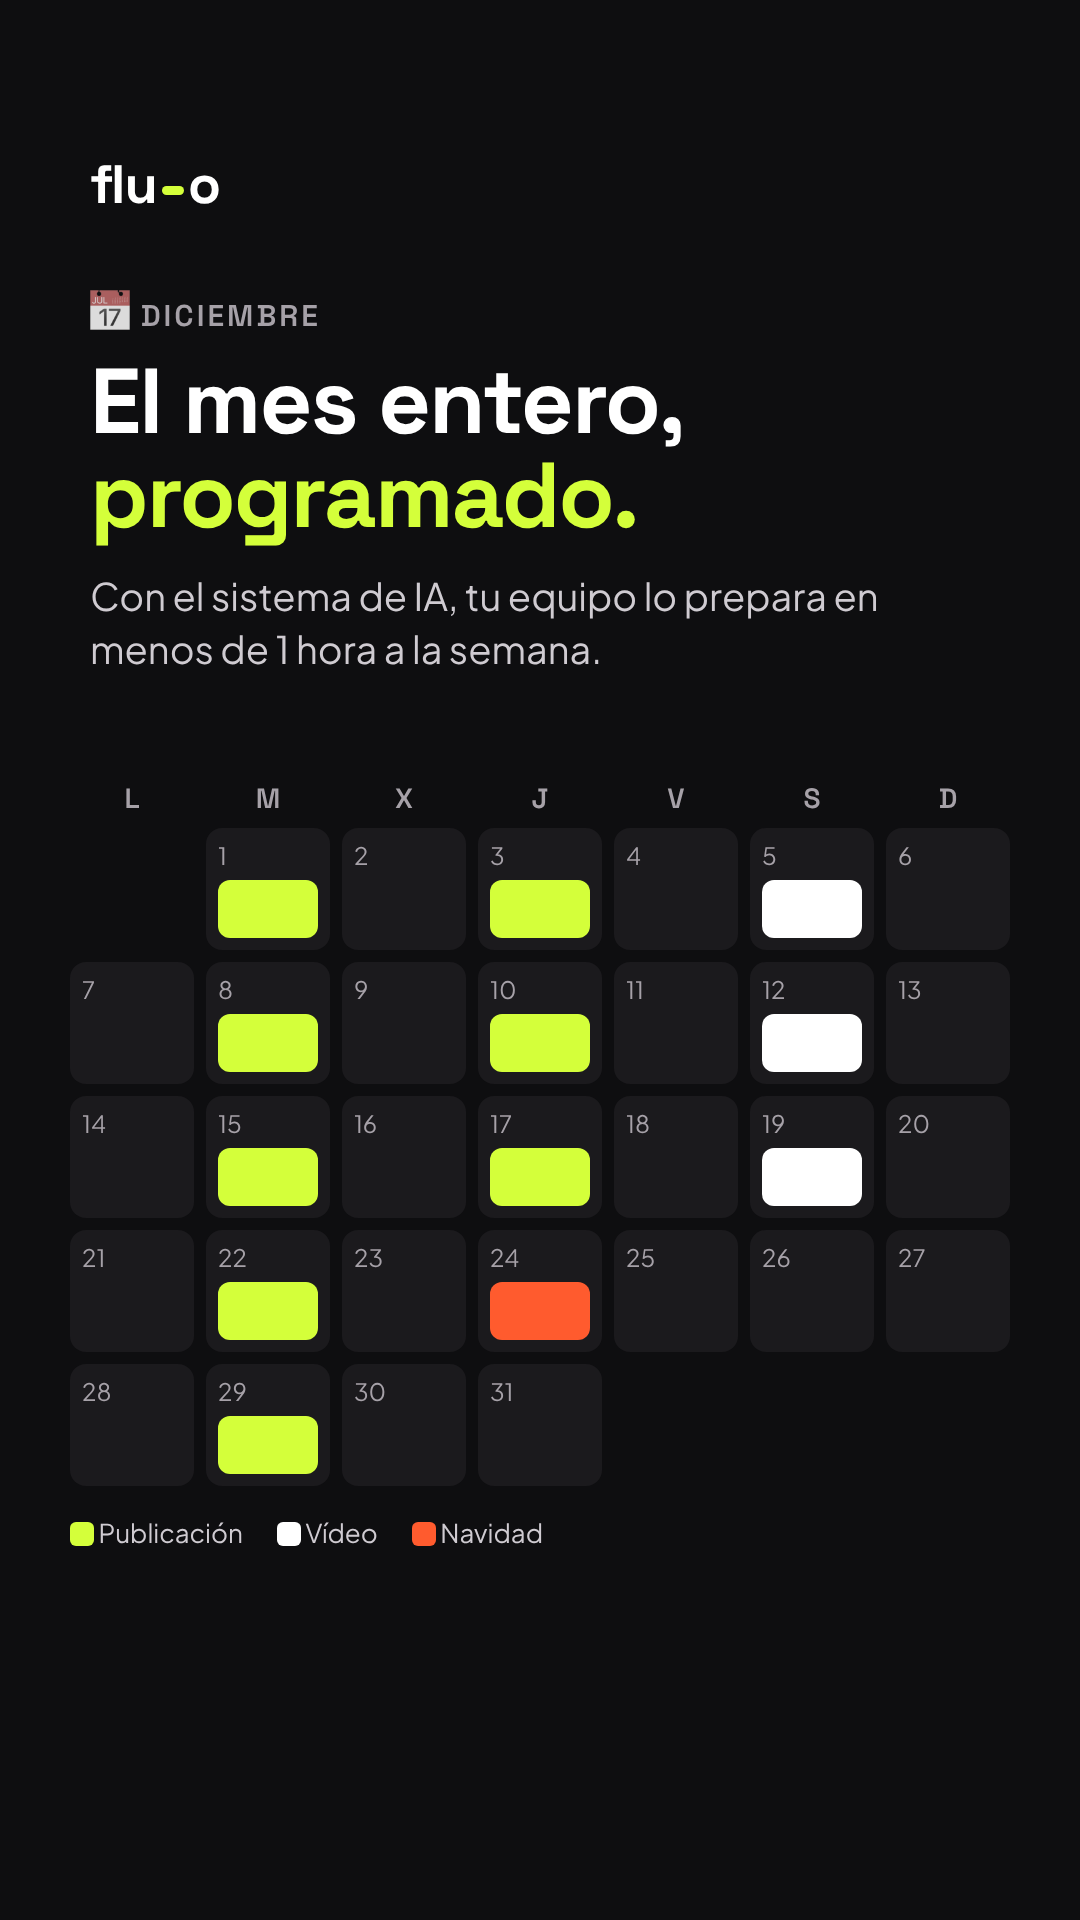 flu-o
JUL
17
DICIEMBRE
El mes entero,
programado.
Con el sistema de IA, tu equipo lo prepara en
menos de 1 hora a la semana.
L M X J V S D
1 2 3 4 5 6
7 8 9 10 11 12 13
14 15 16 17 18 19 20
21 22 23 24 25 26 27
28 29 30 31
Publicación Vídeo Navidad